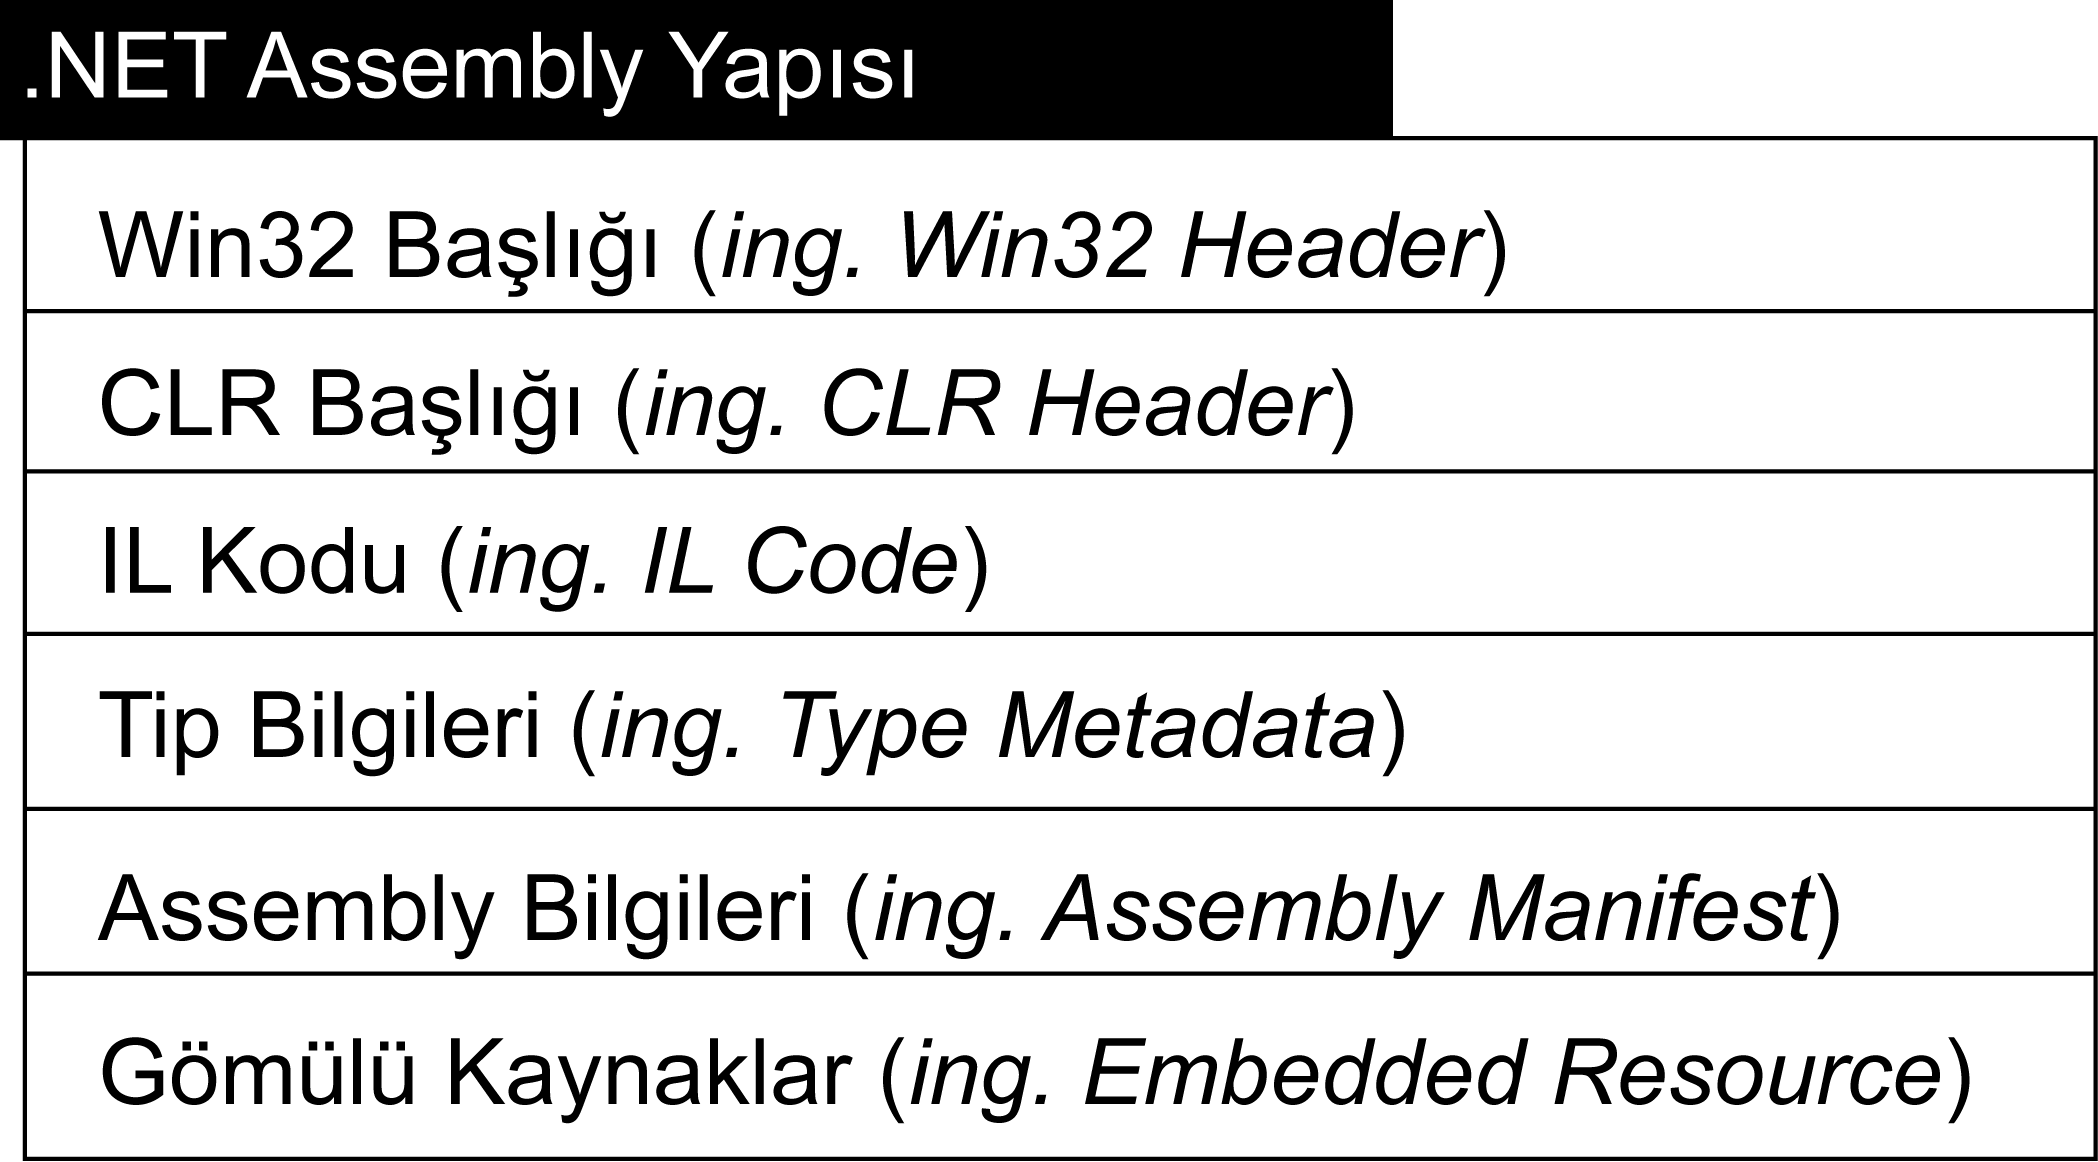 .NET Assembly Yapısı
Win32 Başlığı (ing. Win32 Header)
CLR Başlığı (ing. CLR Header)
IL Kodu (ing. IL Code)
Tip Bilgileri (ing. Type Metadata)
Assembly Bilgileri (ing. Assembly Manifest)
Gömülü Kaynaklar (ing. Embedded Resource)